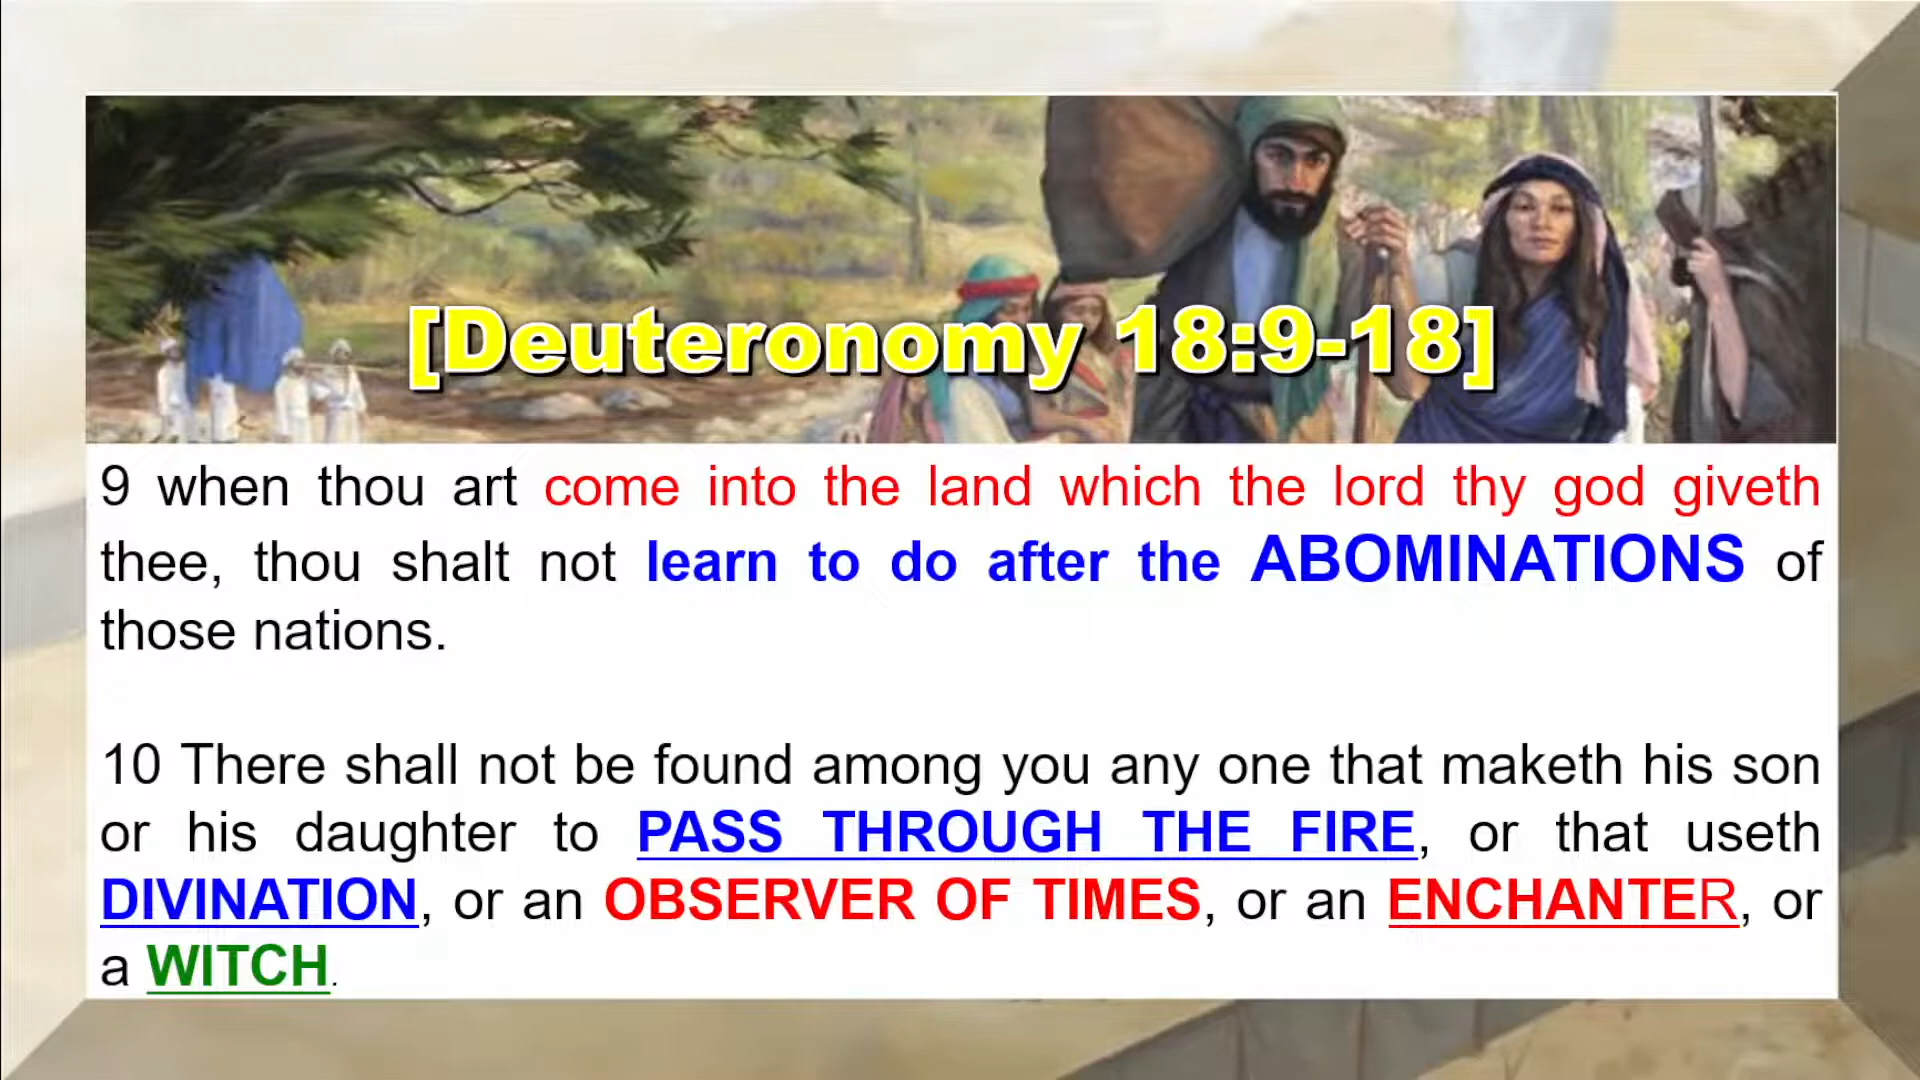 [Deuteronomy 18:9-18]
9 when thou art come into the land which the lord thy god giveth
thee, thou shalt not learn to do after the ABOMINATIONS of
those nations.
10 There shall not be found among you any one that maketh his son
or his daughter to PASS THROUGH THE FIRE, or that useth
DIVINATION, or an OBSERVER OF TIMES, or an ENCHANTER, or
a WITCH.